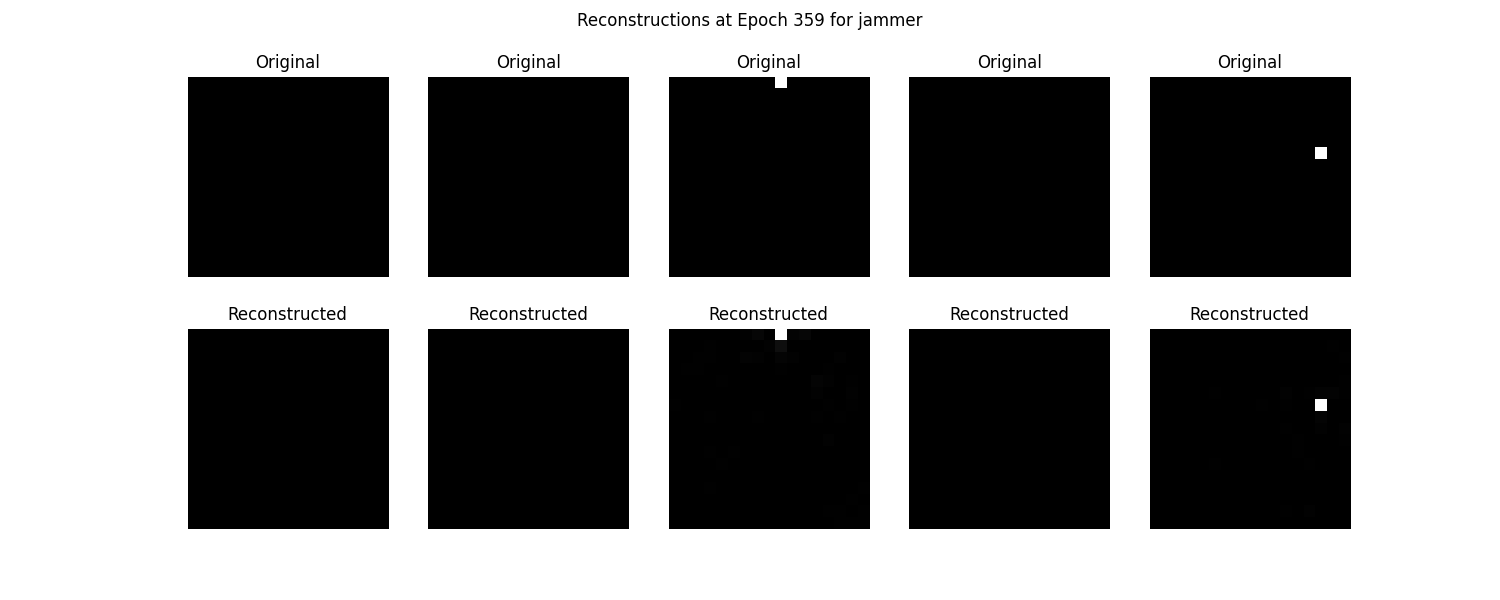 Reconstructions at Epoch 359 for jammer
Original Original Original Original Original
Reconstructed Reconstructed Reconstructed Reconstructed Reconstructed